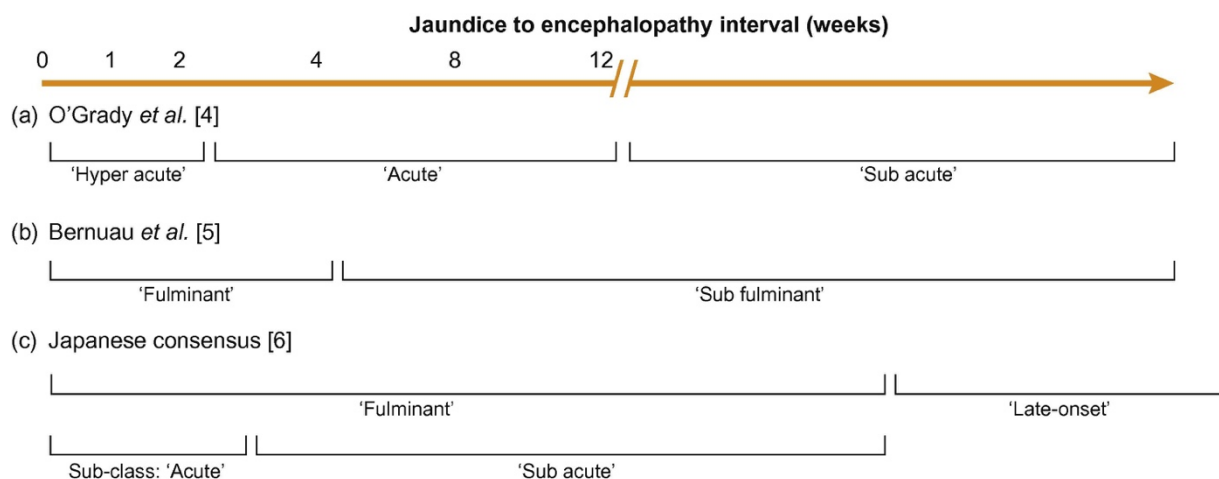 Jaundice to encephalopathy interval (weeks)
0 1 2 4 8 12
(a) O’Grady et al. [4]
‘Hyper acute’ ‘Acute’ ‘Sub acute’
(b) Bernuau et al. [5]
‘Fulminant’ ‘Sub fulminant’
(c) Japanese consensus [6]
‘Fulminant’ ‘Late-onset’
Sub-class: ‘Acute’ ‘Sub acute’